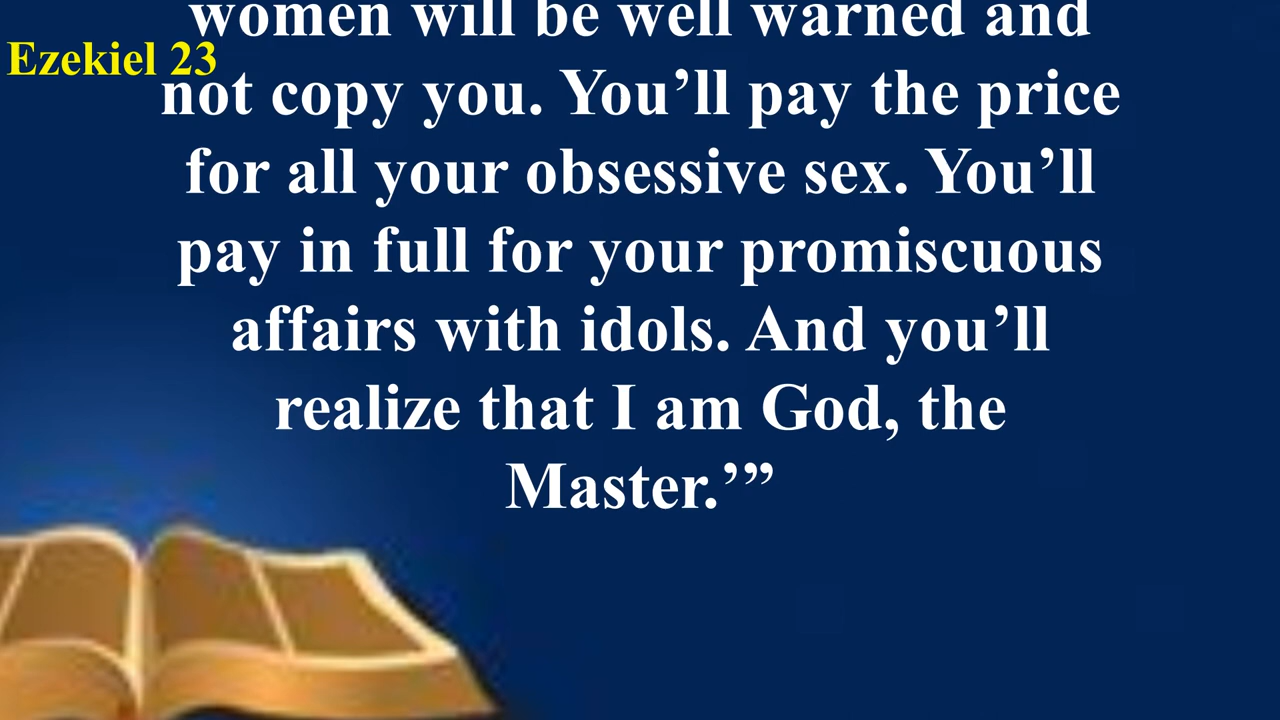 women will be well warned and
Ezekiel 23
not copy you. You’ll pay the price
for all your obsessive sex. You’ll
pay in full for your promiscuous
affairs with idols. And you’ll
realize that I am God, the
Master.’”